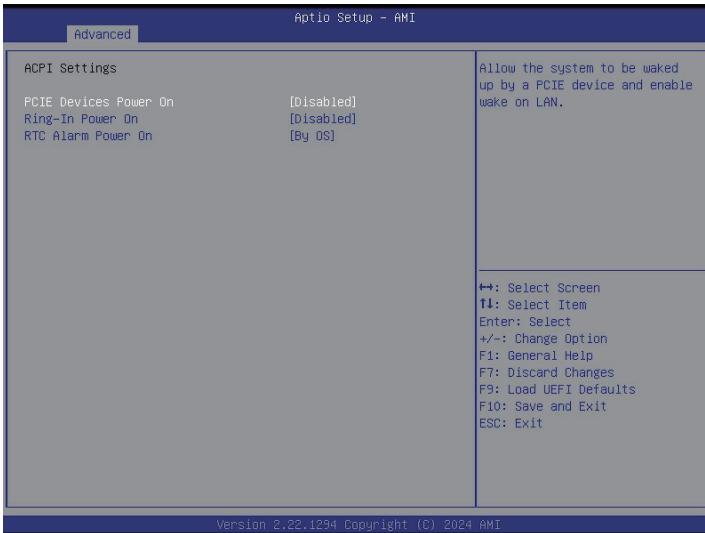 Aptio Setup - AMI
Advanced
ACPI Settings
PCIE Devices Power On [Disabled]
Ring-In Power On [Disabled]
RTC Alarm Power On [By OS]
Allow the system to be waked
up by a PCIE device and enable
wake on LAN.
↔: Select Screen
↑↓: Select Item
Enter: Select
+/-: Change Option
F1: General Help
F7: Discard Changes
F9: Load UEFI Defaults
F10: Save and Exit
ESC: Exit
Version 2.22.1294 Copyright (C) 2024 AMI